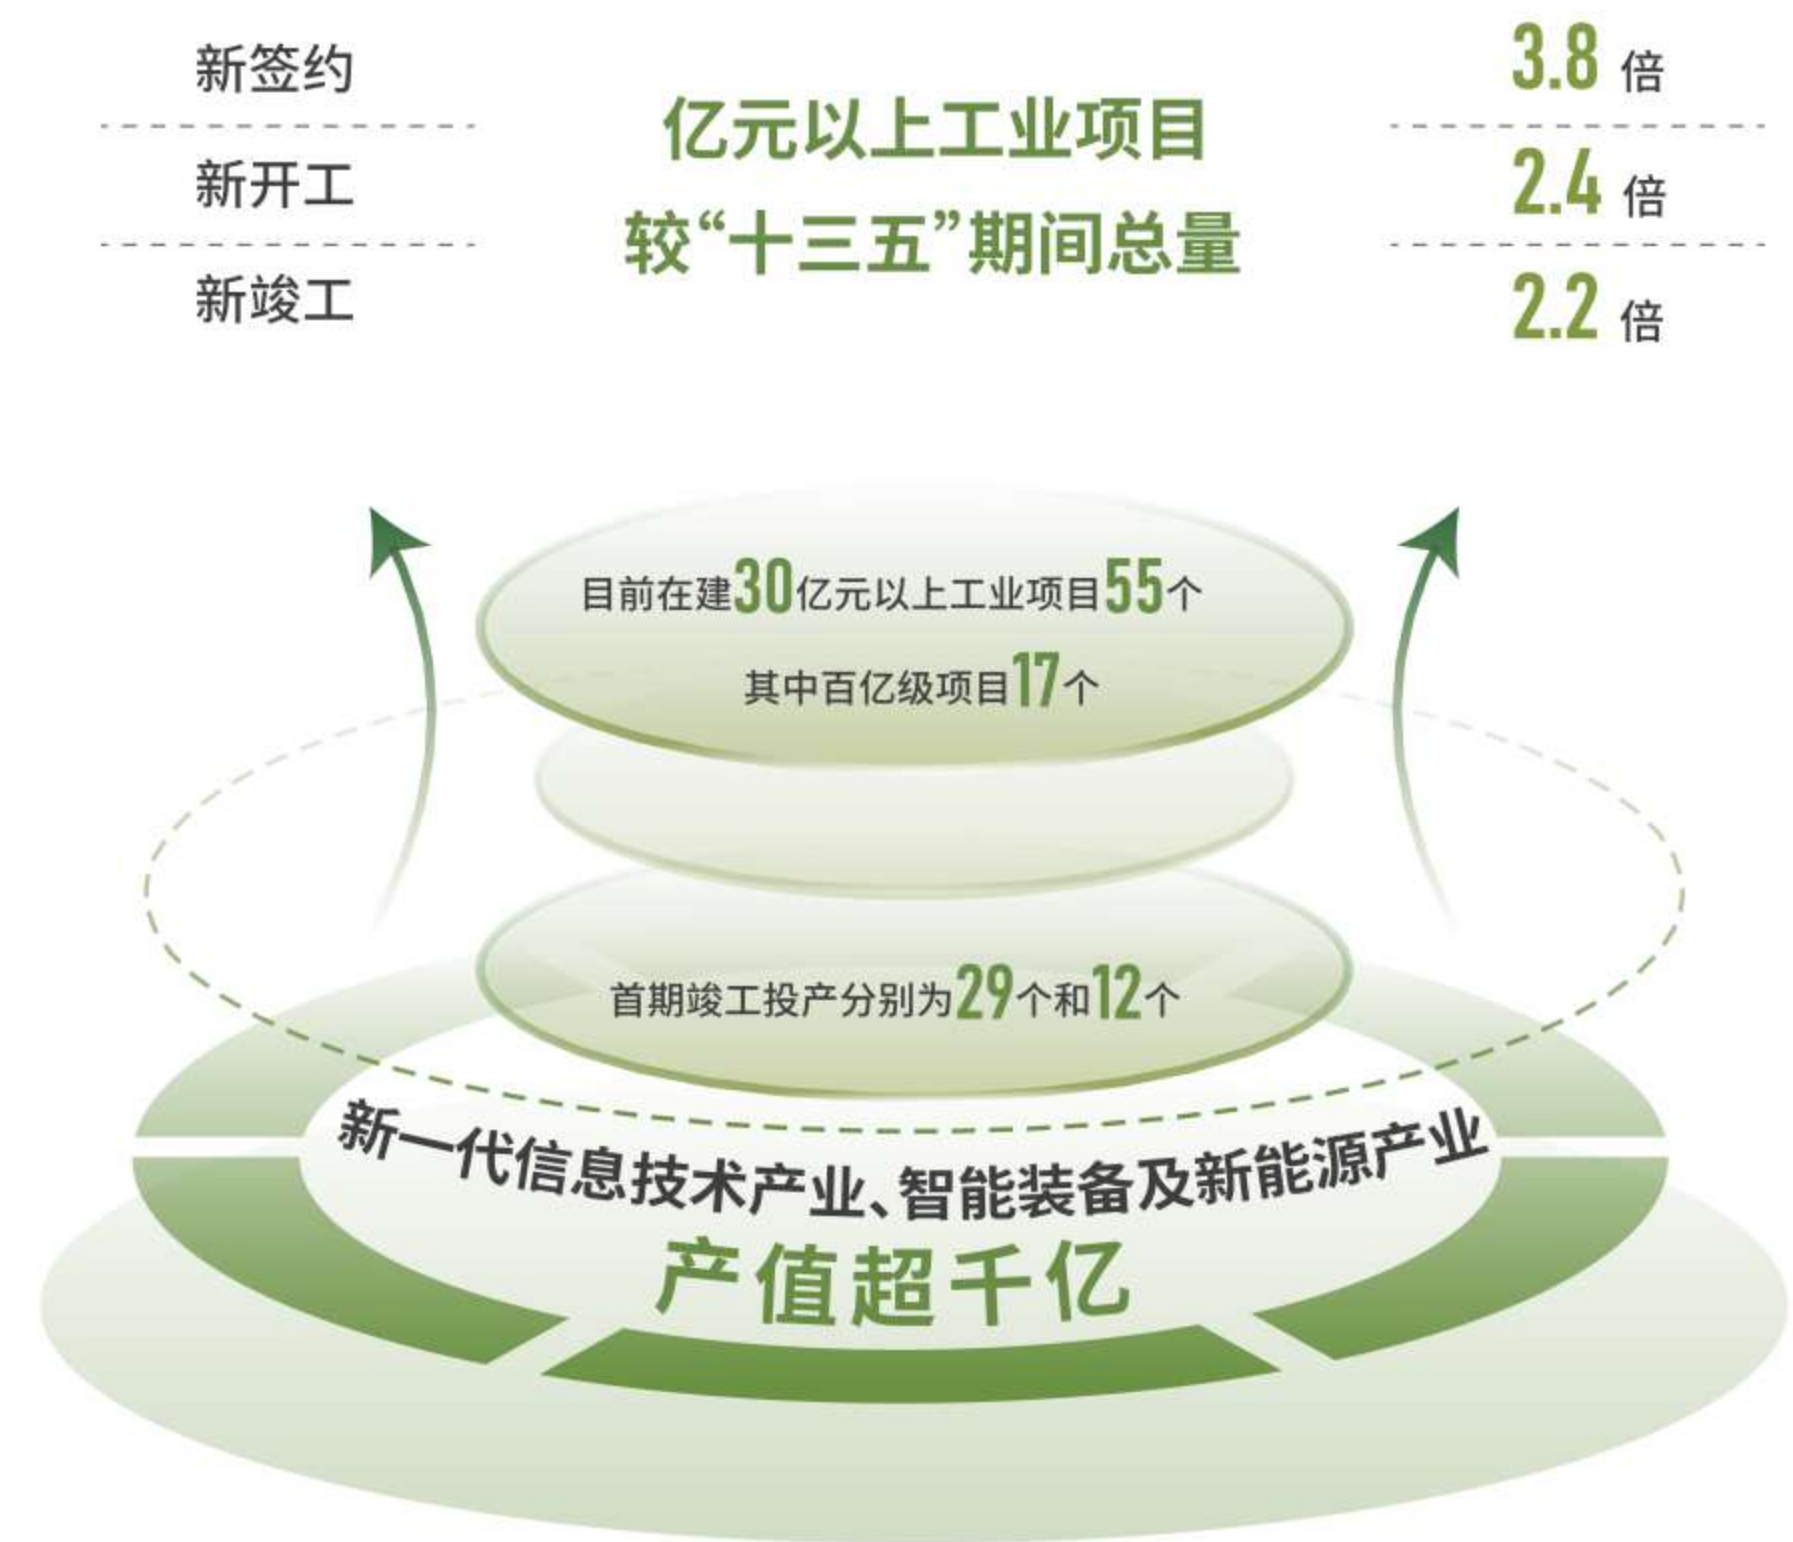 新签约
新开工
新竣工
亿元以上工业项目
较“十三五”期间总量
3.8 倍
2.4 倍
2.2 倍
目前在建30亿元以上工业项目55个
其中百亿级项目17个
首期竣工投产分别为29个和12个
新一代信息技术产业、智能装备及新能源产业
产值超千亿